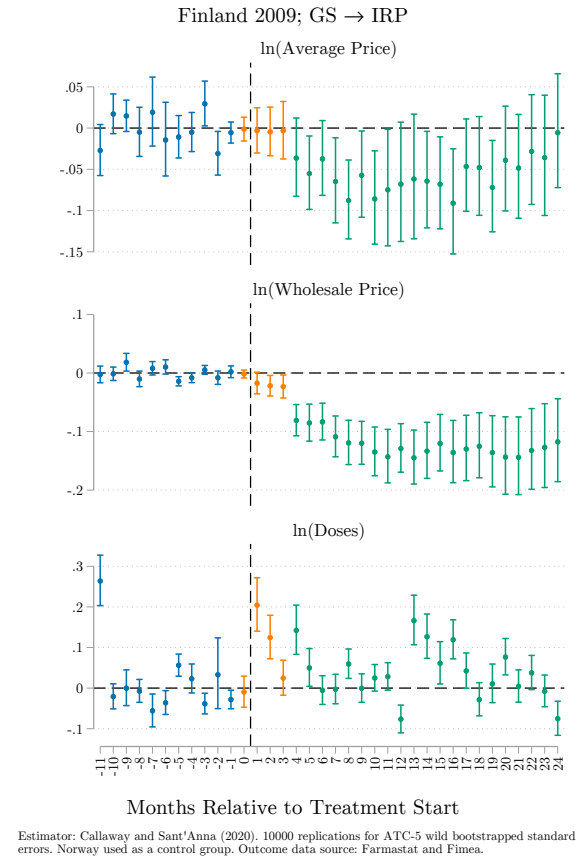 Finland 2009; GS → IRP
ln(Average Price)
.05
0
-.05
-.1
-.15
ln(Wholesale Price)
.1
0
-.1
-.2
ln(Doses)
.3
.2
.1
0
-.1
-11 -10 -9 -8 -7 -6 -5 -4 -3 -2 -1 0 1 2 3 4 5 6 7 8 9 10 11 12 13 14 15 16 17 18 19 20 21 22 23 24
Months Relative to Treatment Start
Estimator: Callaway and Sant'Anna (2020). 10000 replications for ATC-5 wild bootstrapped standard
errors. Norway used as a control group. Outcome data source: Farmastat and Fimea.